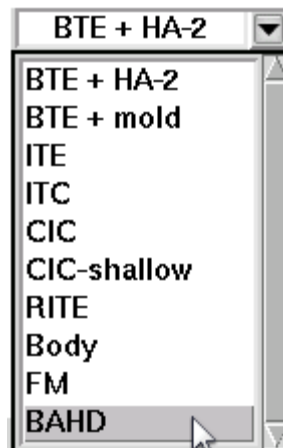 BTE + HA-2
BTE + HA-2
BTE + mold
ITE
ITC
CIC
CIC-shallow
RITE
Body
FM
BAHD